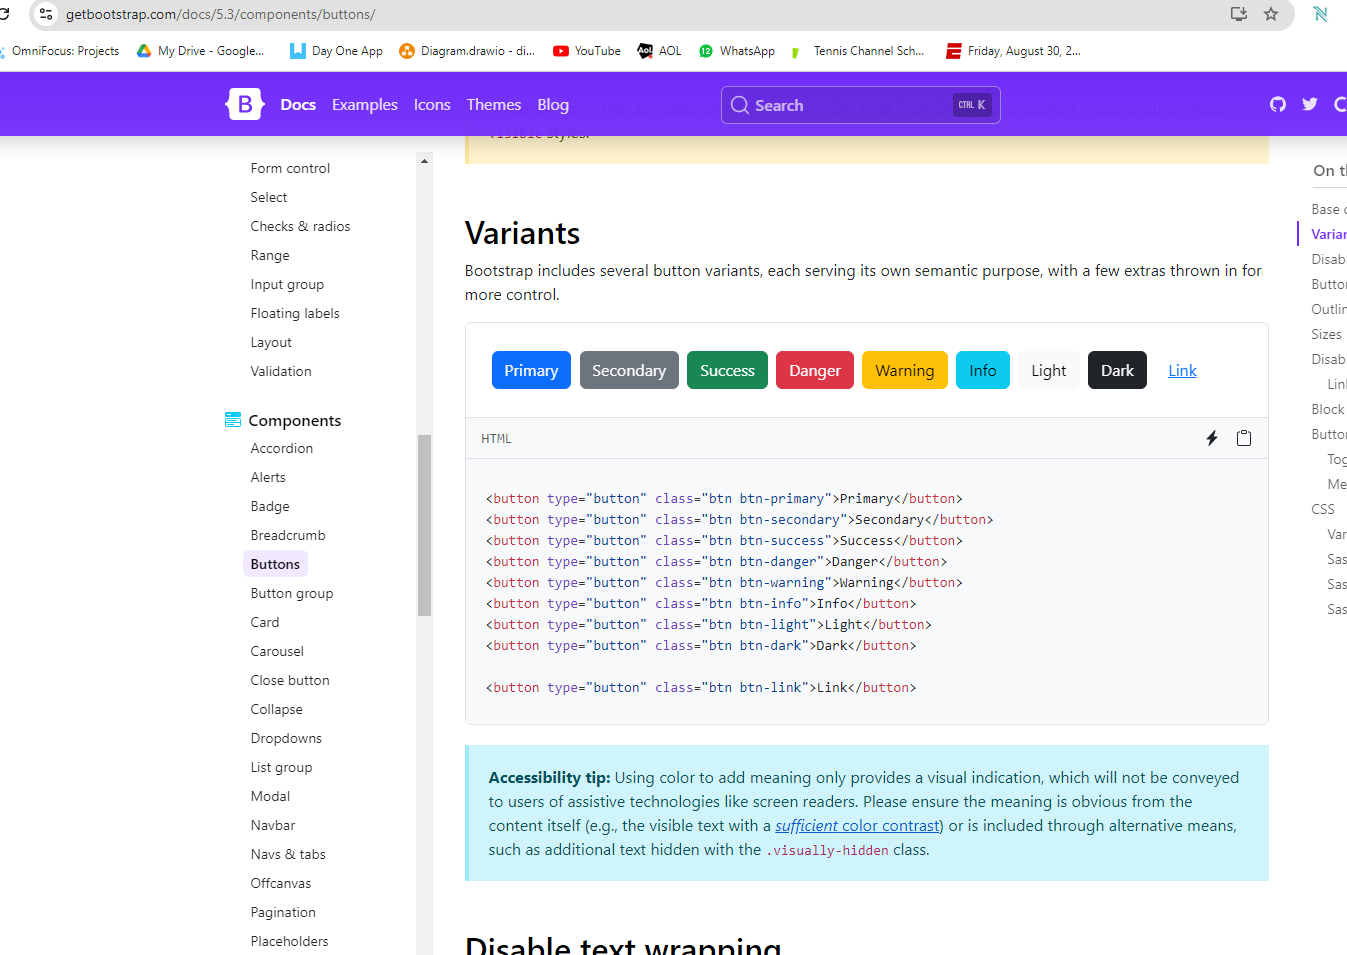 getbootstrap.com/docs/5.3/components/buttons/
OmniFocus: Projects
My Drive - Google...
Day One App
Diagram.drawio - di...
YouTube
AOL
WhatsApp
Tennis Channel Sch...
Friday, August 30, 2...
B
Docs
Examples
Icons
Themes
Blog
Search
CTRL K
visible styles.
Form control
Select
Checks & radios
Range
Input group
Floating labels
Layout
Validation
Components
Accordion
Alerts
Badge
Breadcrumb
Buttons
Button group
Card
Carousel
Close button
Collapse
Dropdowns
List group
Modal
Navbar
Navs & tabs
Offcanvas
Pagination
Placeholders
Variants
Bootstrap includes several button variants, each serving its own semantic purpose, with a few extras thrown in for
more control.
Primary
Secondary
Success
Danger
Warning
Info
Light
Dark
Link
HTML
<button type="button" class="btn btn-primary">Primary</button>
<button type="button" class="btn btn-secondary">Secondary</button>
<button type="button" class="btn btn-success">Success</button>
<button type="button" class="btn btn-danger">Danger</button>
<button type="button" class="btn btn-warning">Warning</button>
<button type="button" class="btn btn-info">Info</button>
<button type="button" class="btn btn-light">Light</button>
<button type="button" class="btn btn-dark">Dark</button>
<button type="button" class="btn btn-link">Link</button>
Accessibility tip: Using color to add meaning only provides a visual indication, which will not be conveyed
to users of assistive technologies like screen readers. Please ensure the meaning is obvious from the
content itself (e.g., the visible text with a sufficient color contrast) or is included through alternative means,
such as additional text hidden with the .visually-hidden class.
Disable text wrapping
On t
Base
Varia
Disab
Butto
Outli
Sizes
Disab
Lin
Block
Butto
Tog
Me
CSS
Var
Sas
Sas
Sas